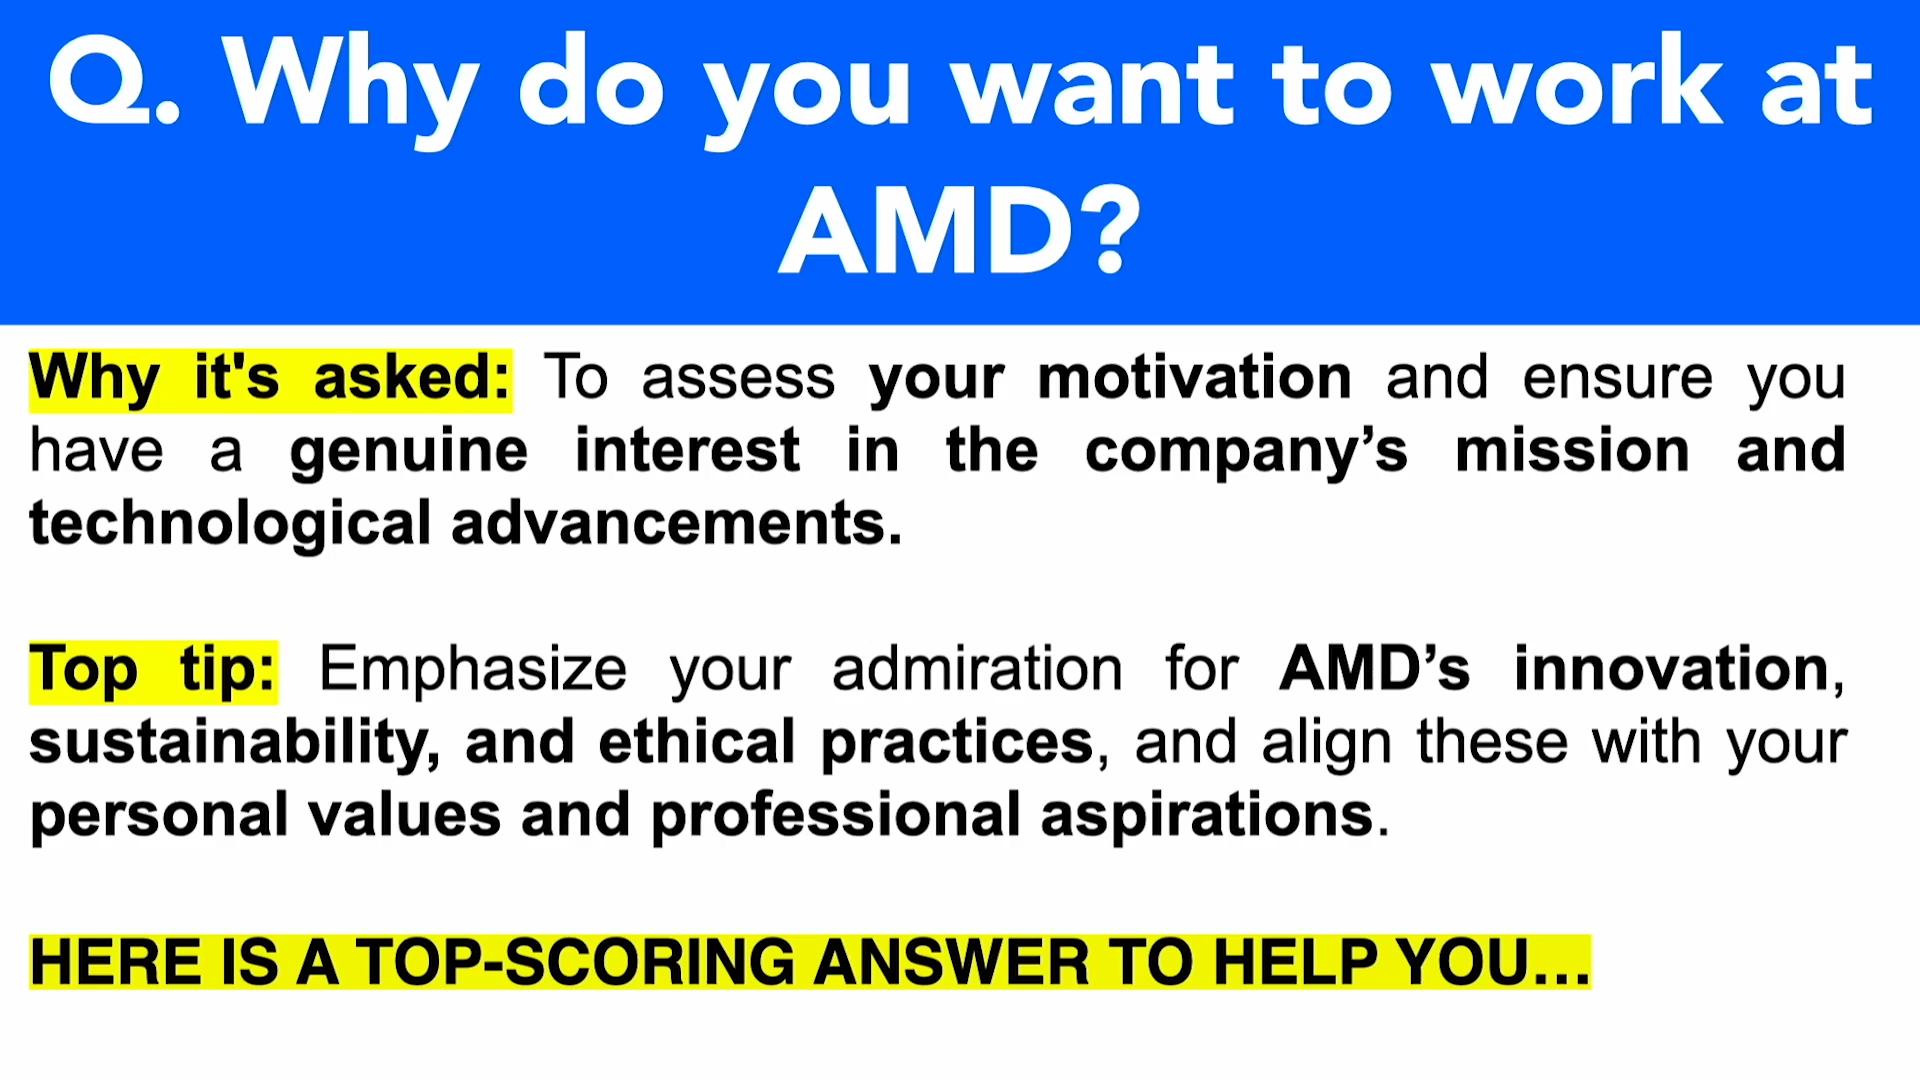 Q. Why do you want to work at
AMD?
Why it's asked: To assess your motivation and ensure you
have a genuine interest in the company’s mission and
technological advancements.
Top tip: Emphasize your admiration for AMD’s innovation,
sustainability, and ethical practices, and align these with your
personal values and professional aspirations.
HERE IS A TOP-SCORING ANSWER TO HELP YOU…